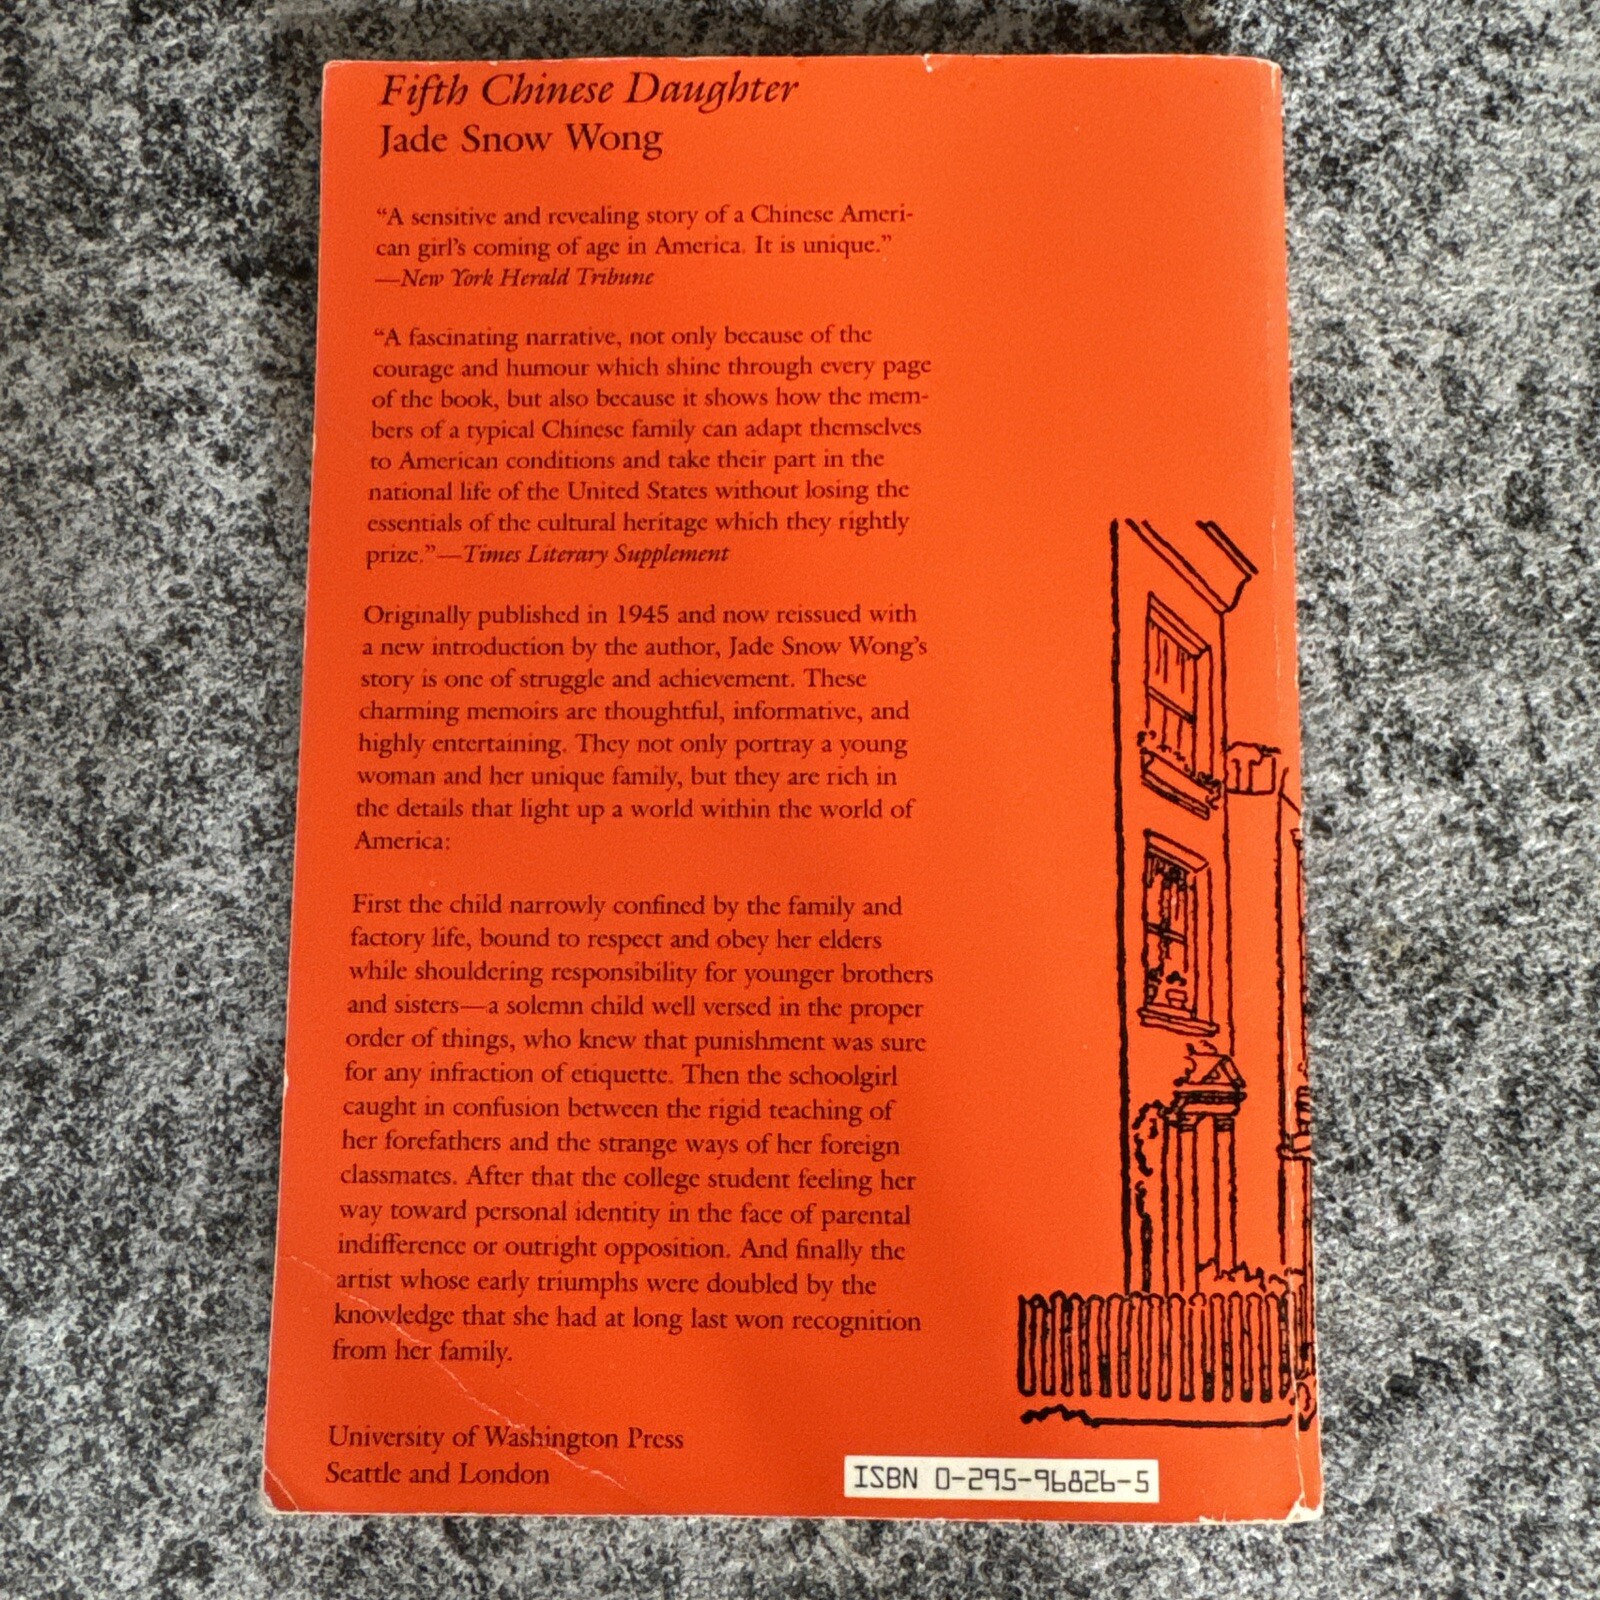 Fifth Chinese Daughter
Jade Snow Wong
“A sensitive and revealing story of a Chinese Ameri-
can girl’s coming of age in America. It is unique.”
—New York Herald Tribune
“A fascinating narrative, not only because of the
courage and humour which shine through every page
of the book, but also because it shows how the mem-
bers of a typical Chinese family can adapt themselves
to American conditions and take their part in the
national life of the United States without losing the
essentials of the cultural heritage which they rightly
prize.”—Times Literary Supplement
Originally published in 1945 and now reissued with
a new introduction by the author, Jade Snow Wong’s
story is one of struggle and achievement. These
charming memoirs are thoughtful, informative, and
highly entertaining. They not only portray a young
woman and her unique family, but they are rich in
the details that light up a world within the world of
America:
First the child narrowly confined by the family and
factory life, bound to respect and obey her elders
while shouldering responsibility for younger brothers
and sisters—a solemn child well versed in the proper
order of things, who knew that punishment was sure
for any infraction of etiquette. Then the schoolgirl
caught in confusion between the rigid teaching of
her forefathers and the strange ways of her foreign
classmates. After that the college student feeling her
way toward personal identity in the face of parental
indifference or outright opposition. And finally the
artist whose early triumphs were doubled by the
knowledge that she had at long last won recognition
from her family.
University of Washington Press
Seattle and London
ISBN 0-295-96826-5